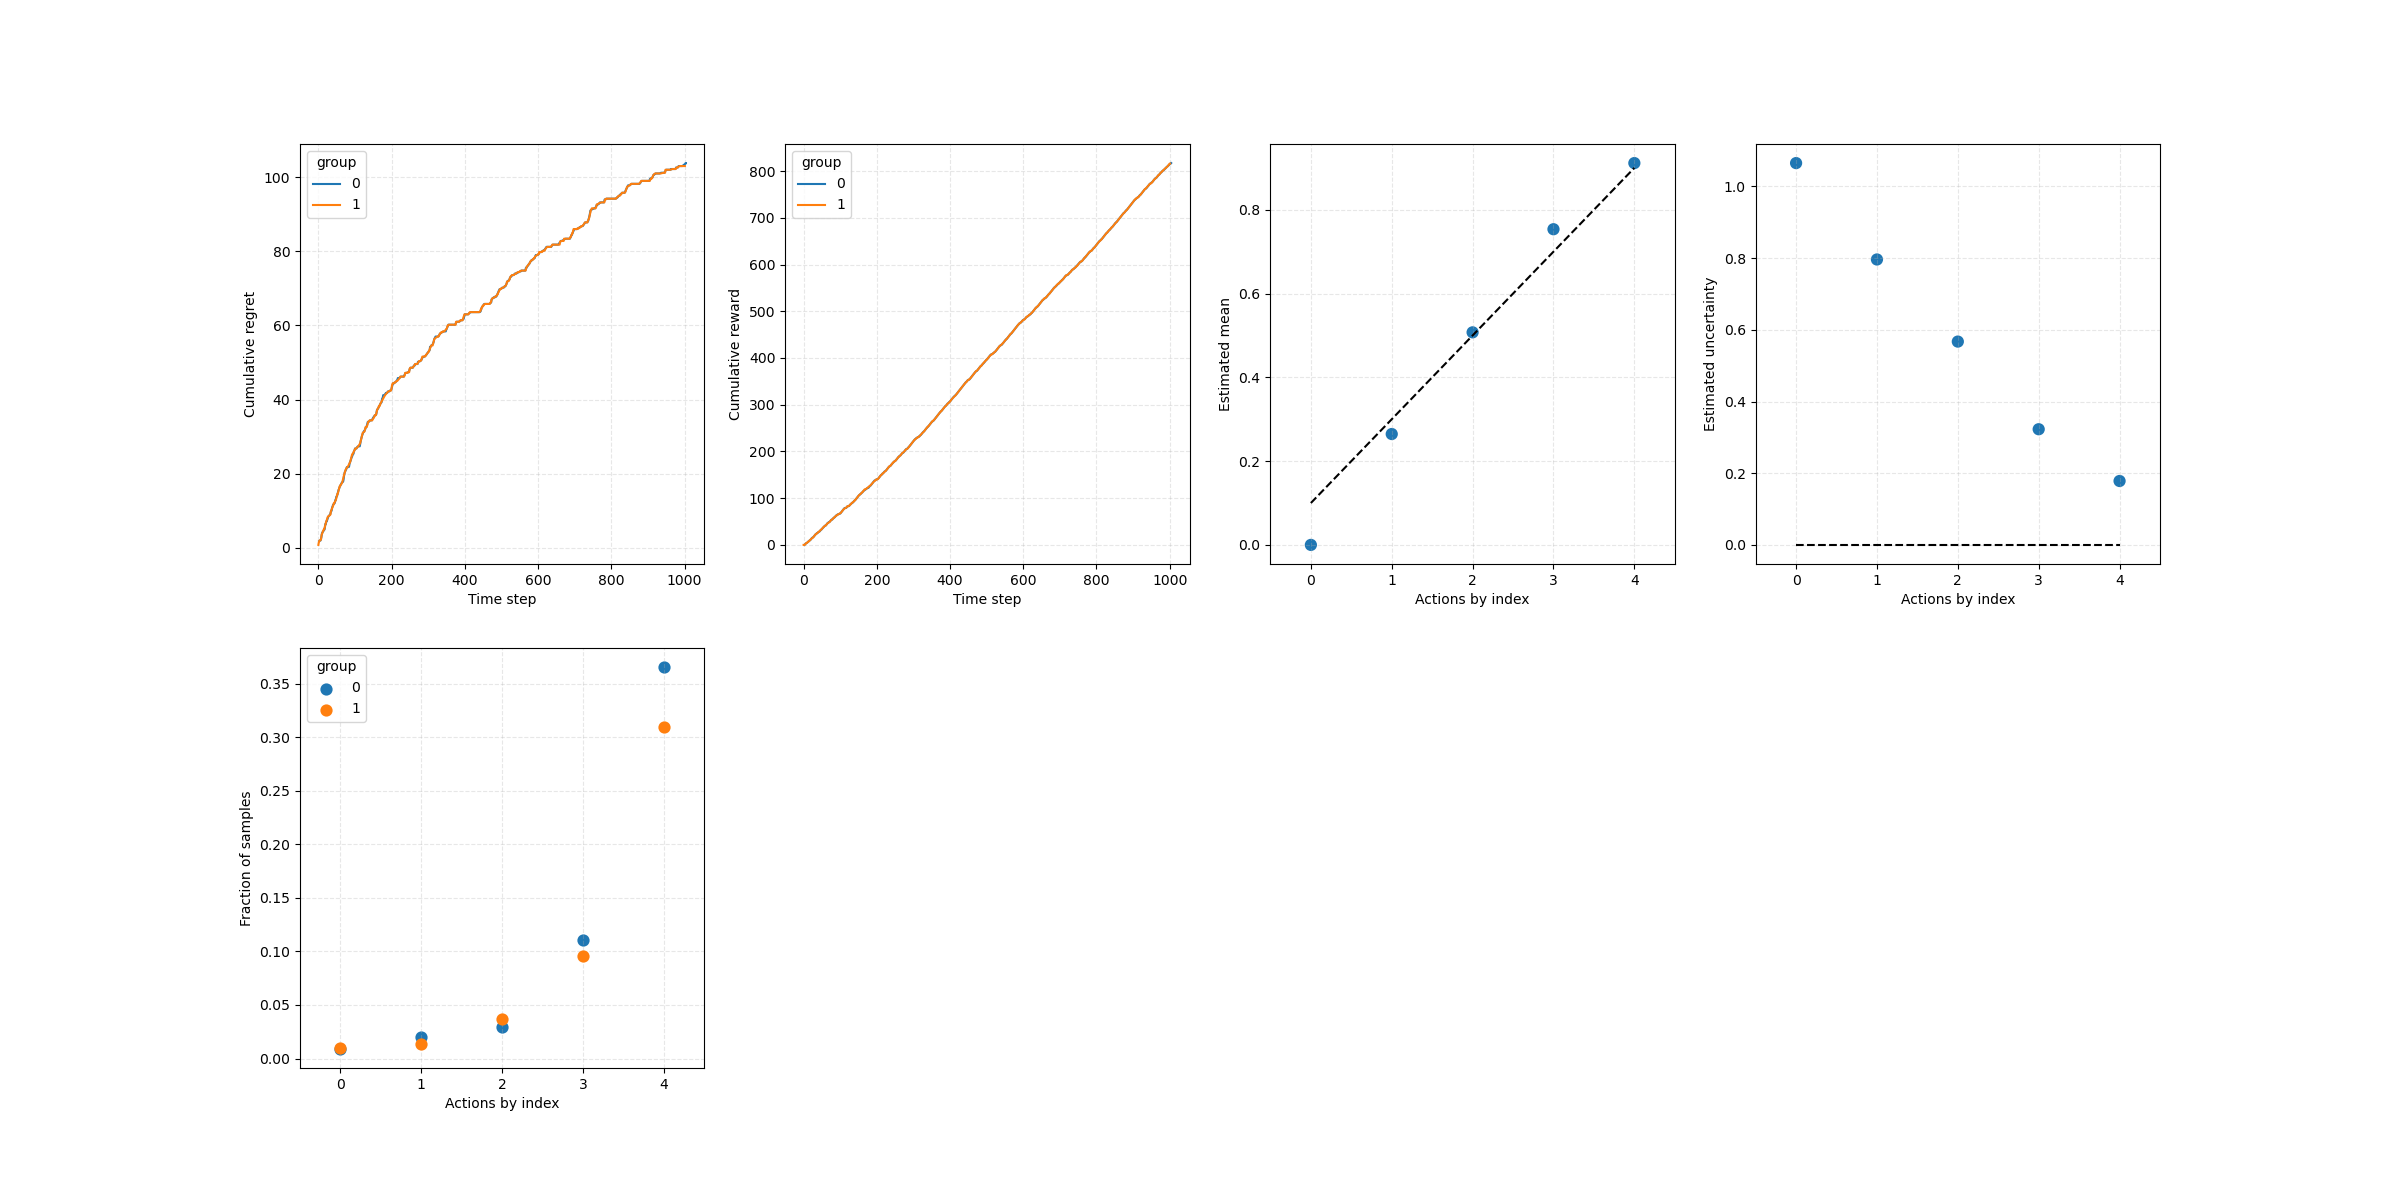 group
0
1
100
80
60
40
20
0
Cumulative regret
0 200 400 600 800 1000
Time step
group
0
1
800
700
600
500
400
300
200
100
0
Cumulative reward
0 200 400 600 800 1000
Time step
0.8
0.6
0.4
0.2
0.0
Estimated mean
0 1 2 3 4
Actions by index
1.0
0.8
0.6
0.4
0.2
0.0
Estimated uncertainty
0 1 2 3 4
Actions by index
group
0
1
0.35
0.30
0.25
0.20
0.15
0.10
0.05
0.00
Fraction of samples
0 1 2 3 4
Actions by index